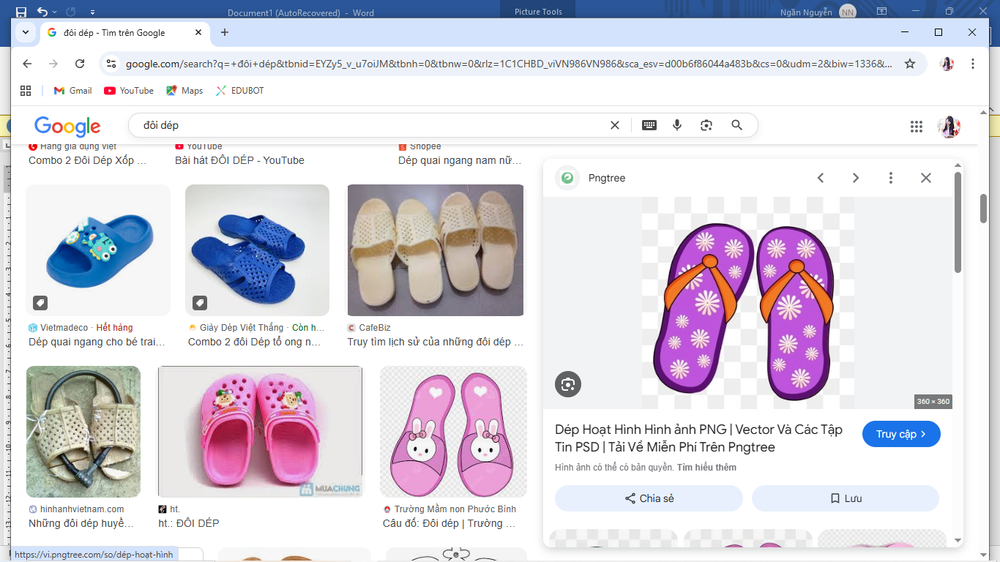 Document1 (AutoRecovered) - Word
Picture Tools
Ngân Nguyễn
NN
đôi dép - Tìm trên Google
google.com/search?q=+đôi+dép&tbnid=EYZy5_v_u7oiJM&tbnh=0&tbnw=0&rlz=1C1CHBD_viVN986VN986&sca_esv=d00b6f86044a483b&cs=0&udm=2&biw=1336&...
Gmail
YouTube
Maps
EDUBOT
Google
đôi dép
Hàng gia dụng việt
Combo 2 Đôi Dép Xốp ...
YouTube
Bài hát ĐÔI DÉP - YouTube
Shopee
Dép quai ngang nam nữ...
Vietmadeco · Hết hàng
Dép quai ngang cho bé trai...
Giày Dép Việt Thắng · Còn h...
Combo 2 đôi Dép tổ ong n...
CafeBiz
Truy tìm lịch sử của những đôi dép ...
hinhanhvietnam.com
Những đôi dép huyề...
MUACHUNG
ht.
ht.: ĐÔI DÉP
Trường Mầm non Phước Bình
Câu đố: Đôi dép | Trường ...
Pngtree
360 × 360
Dép Hoạt Hình Hình ảnh PNG | Vector Và Các Tập
Tin PSD | Tải Về Miễn Phí Trên Pngtree
Truy cập
Hình ảnh có thể có bản quyền. Tìm hiểu thêm
Chia sẻ
Lưu
https://vi.pngtree.com/so/dép-hoạt-hình